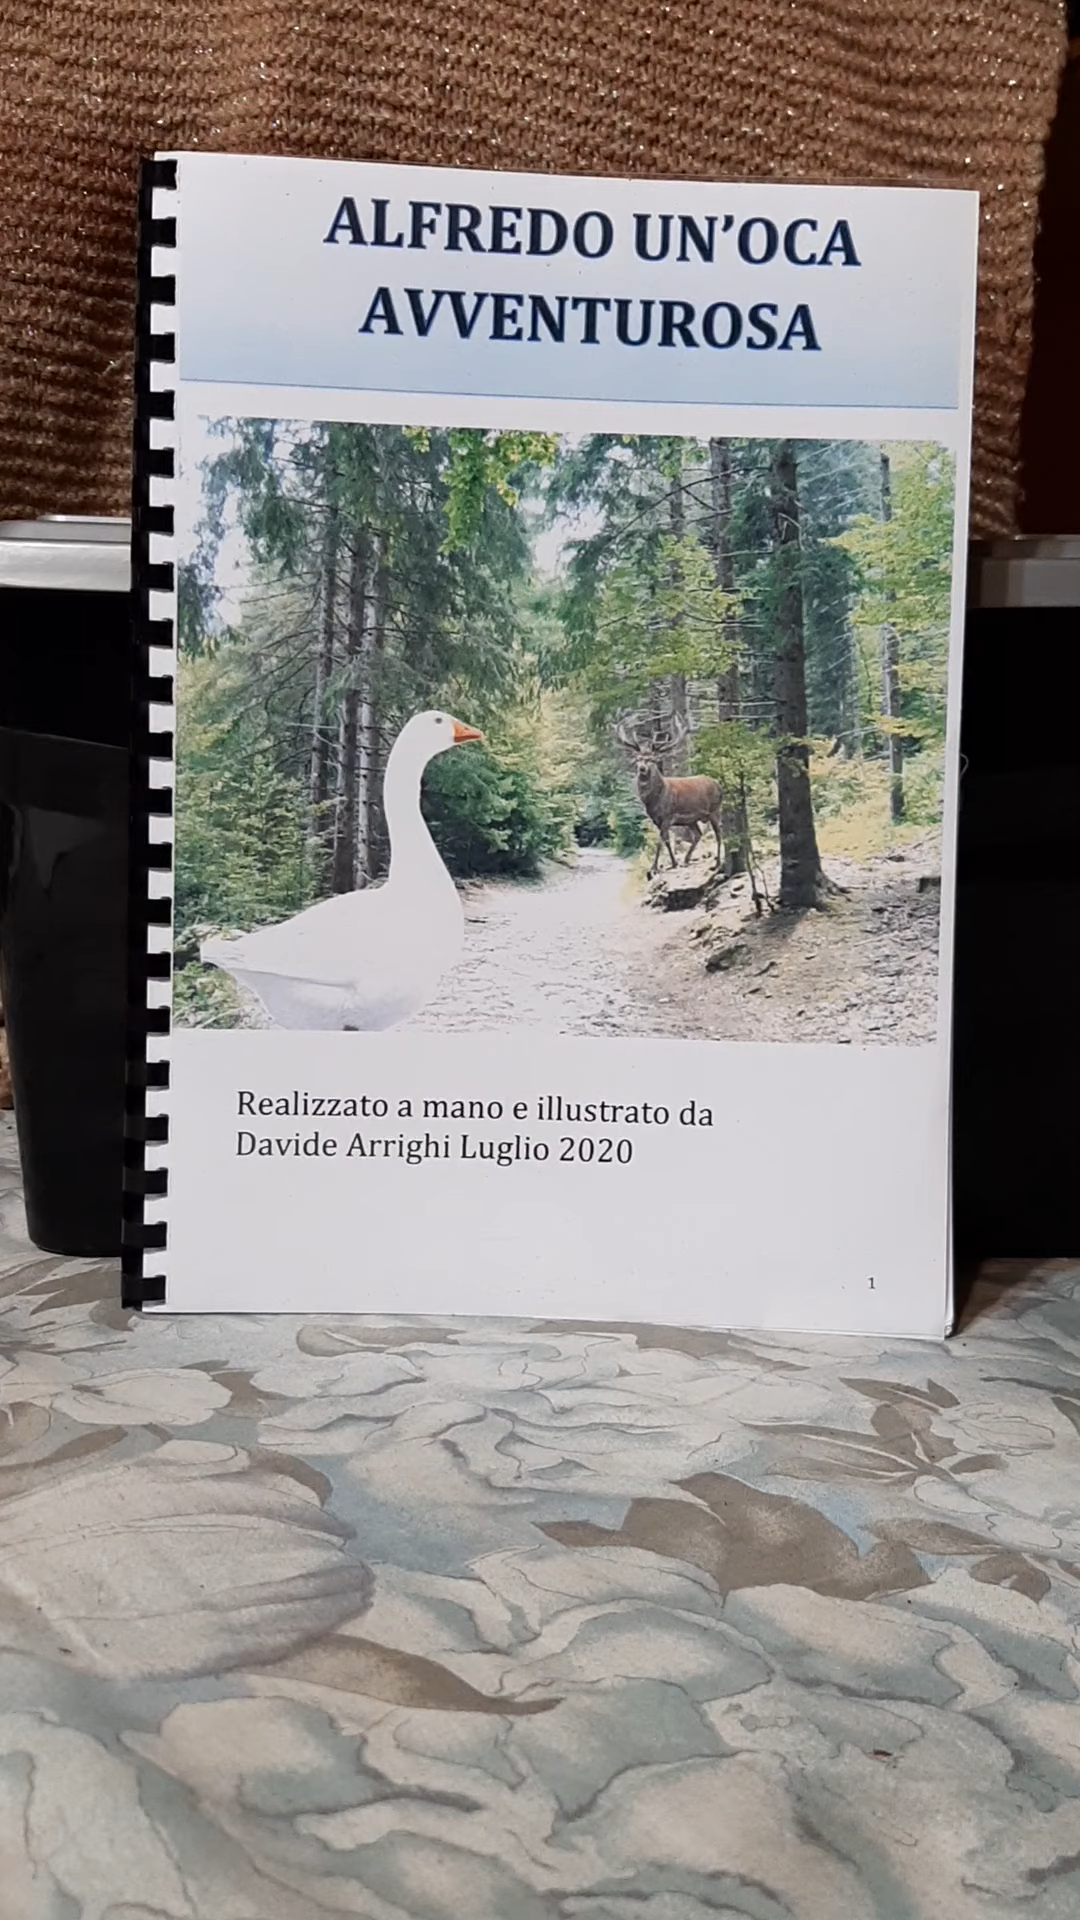 ALFREDO UN'OCA
AVVENTUROSA
Realizzato a mano e illustrato da
Davide Arrighi Luglio 2020
1